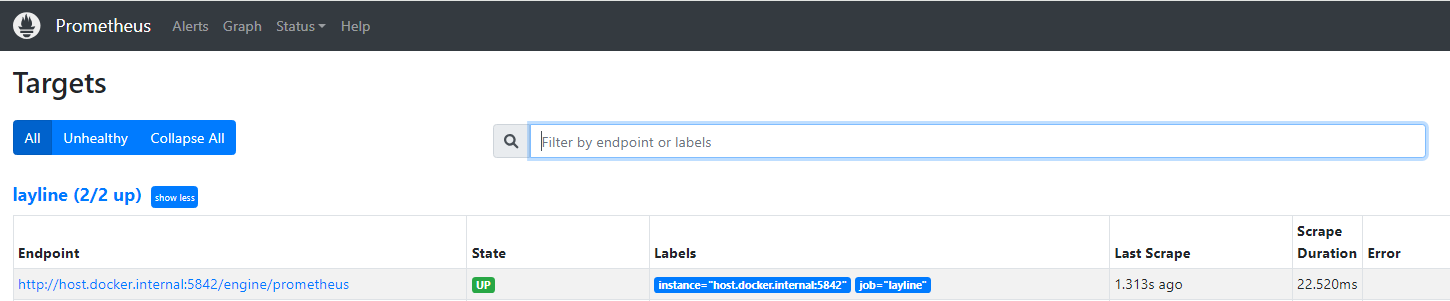 Prometheus Alerts Graph Status Help
Targets
All Unhealthy Collapse All
Filter by endpoint or labels
layline (2/2 up) show less
Endpoint State Labels Last Scrape Scrape Duration Error
http://host.docker.internal:5842/engine/prometheus UP instance="host.docker.internal:5842" job="layline" 1.313s ago 22.520ms